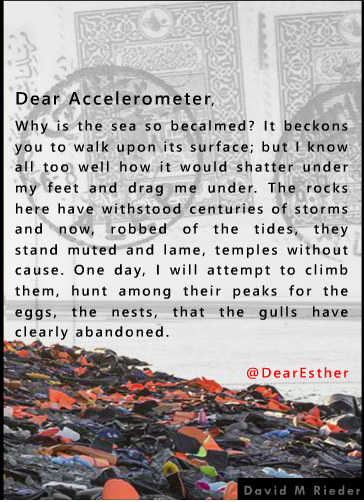 Dear Accelerometer,
Why is the sea so becalmed? It beckons
you to walk upon its surface; but I know
all too well how it would shatter under
my feet and drag me under. The rocks
here have withstood centuries of storms
and now, robbed of the tides, they
stand muted and lame, temples without
cause. One day, I will attempt to climb
them, hunt among their peaks for the
eggs, the nests, that the gulls have
clearly abandoned.
@DearEsther
David M Rieder